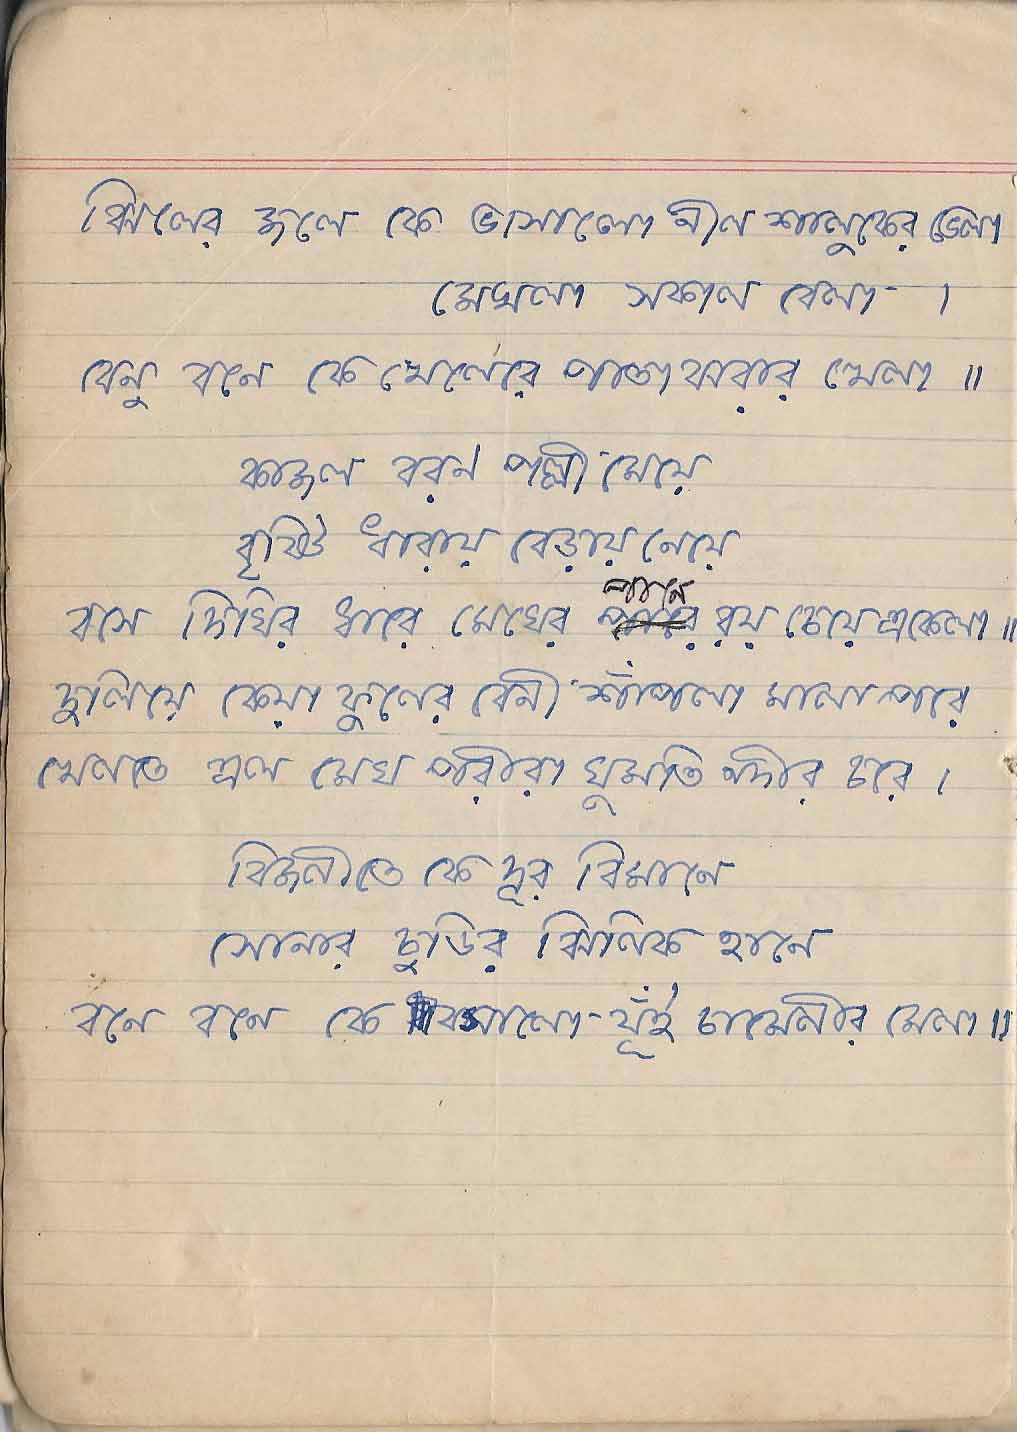 ঝিলের জলে কে ভাসালো নীল শালুকের ভেলা
মেঘলা সকাল বেলা ।
বেনু বনে কে খেলেরে পাতা ঝরার খেলা ॥
কাজল বরন পল্লী মেয়ে
বৃষ্টি ধারায় বেড়ায় নেয়ে
বসে দিঘির ধারে মেঘের পানে রয় চেয়ে একেলা ॥
দুলিয়ে কেয়া ফুলের বেনী শাঁপলা মালা পরে
খেলতে এল মেঘ পরীরা ঘুমতি নদীর চরে ।
বিজলীতে কে দূর বিমানে
সোনার চুড়ির ঝিলিক হানে
বনে বনে কে বসালো যূঁই চামেলীর মেলা ॥